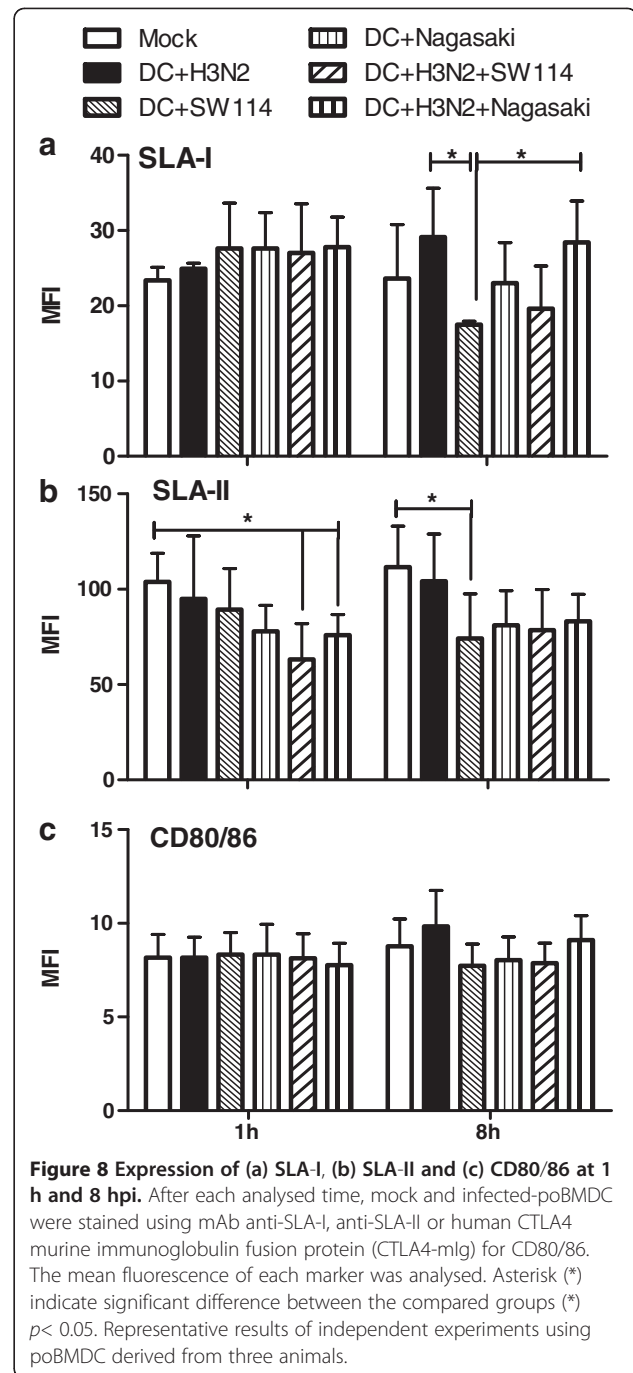 Mock
DC+Nagasaki
DC+H3N2
DC+H3N2+SW114
DC+SW114
DC+H3N2+Nagasaki
a
SLA-I
40
30
20
10
0
MFI
*
*
b
SLA-II
150
100
50
0
MFI
*
*
c
CD80/86
15
10
5
0
MFI
1h
8h
Figure 8 Expression of (a) SLA-I, (b) SLA-II and (c) CD80/86 at 1
h and 8 hpi. After each analysed time, mock and infected-poBMDC
were stained using mAb anti-SLA-I, anti-SLA-II or human CTLA4
murine immunoglobulin fusion protein (CTLA4-mIg) for CD80/86.
The mean fluorescence of each marker was analysed. Asterisk (*)
indicate significant difference between the compared groups (*)
p< 0.05. Representative results of independent experiments using
poBMDC derived from three animals.